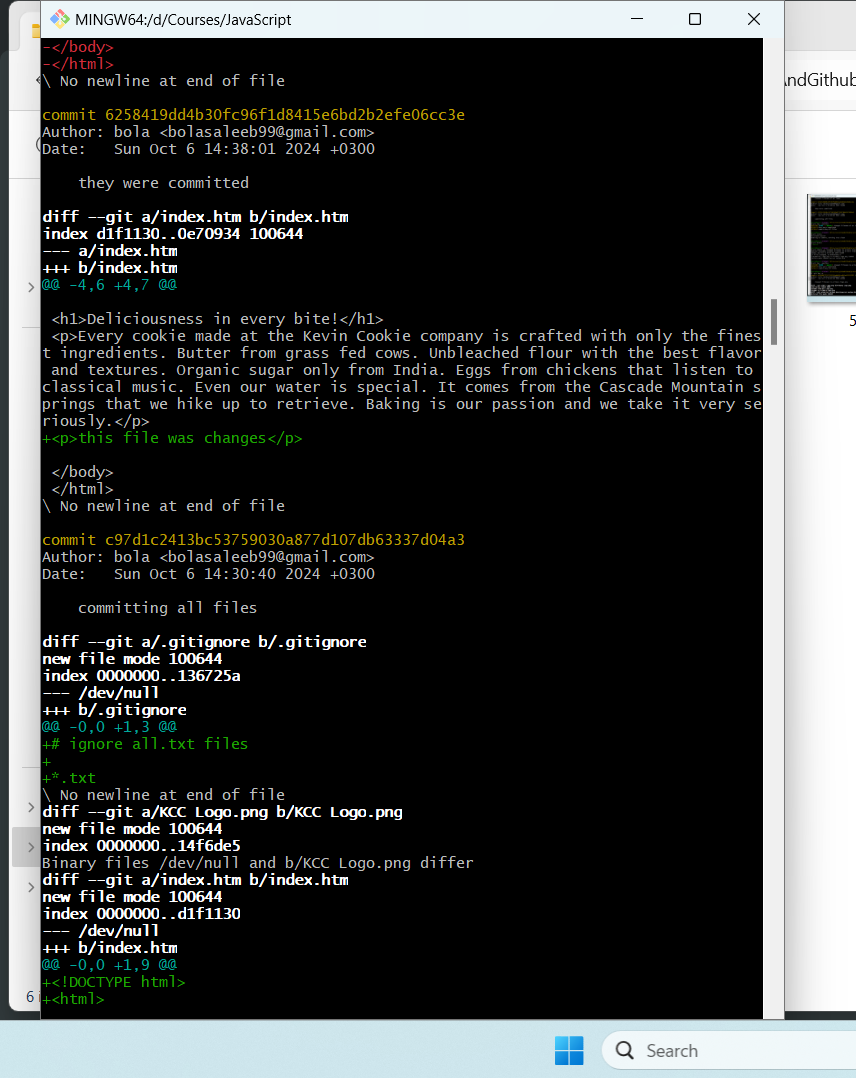 MINGW64:/d/Courses/JavaScript
-</body>
-</html>
\ No newline at end of file
commit 6258419dd4b30fc96f1d8415e6bd2b2efe06cc3e
Author: bola <bolasaleeb99@gmail.com>
Date:   Sun Oct 6 14:38:01 2024 +0300
they were committed
diff --git a/index.htm b/index.htm
index d1f1130..0e70934 100644
--- a/index.htm
+++ b/index.htm
@@ -4,6 +4,7 @@
<h1>Deliciousness in every bite!</h1>
<p>Every cookie made at the Kevin Cookie company is crafted with only the fines
t ingredients. Butter from grass fed cows. Unbleached flour with the best flavor
and textures. Organic sugar only from India. Eggs from chickens that listen to
classical music. Even our water is special. It comes from the Cascade Mountain s
prings that we hike up to retrieve. Baking is our passion and we take it very se
riously.</p>
+<p>this file was changes</p>
</body>
</html>
\ No newline at end of file
commit c97d1c2413bc53759030a877d107db63337d04a3
Author: bola <bolasaleeb99@gmail.com>
Date:   Sun Oct 6 14:30:40 2024 +0300
committing all files
diff --git a/.gitignore b/.gitignore
new file mode 100644
index 0000000..136725a
--- /dev/null
+++ b/.gitignore
@@ -0,0 +1,3 @@
+# ignore all.txt files
+
+*.txt
\ No newline at end of file
diff --git a/KCC Logo.png b/KCC Logo.png
new file mode 100644
index 0000000..14f6de5
Binary files /dev/null and b/KCC Logo.png differ
diff --git a/index.htm b/index.htm
new file mode 100644
index 0000000..d1f1130
--- /dev/null
+++ b/index.htm
@@ -0,0 +1,9 @@
+<!DOCTYPE html>
+<html>
AndGithub
5
6
Search